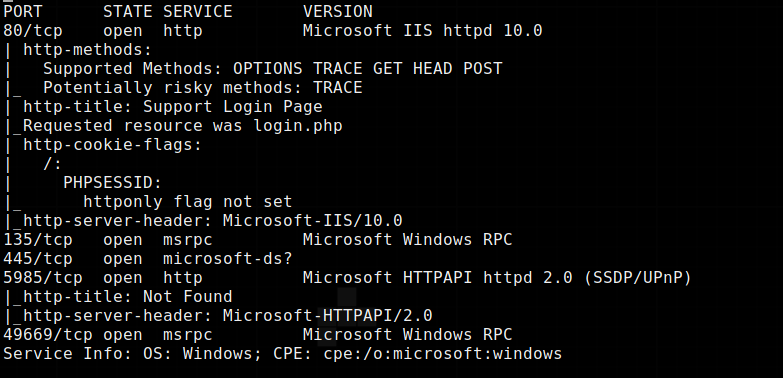 PORT      STATE SERVICE       VERSION
80/tcp    open  http          Microsoft IIS httpd 10.0
| http-methods:
|   Supported Methods: OPTIONS TRACE GET HEAD POST
|_  Potentially risky methods: TRACE
| http-title: Support Login Page
|_Requested resource was login.php
| http-cookie-flags:
|   /:
|     PHPSESSID:
|_      httponly flag not set
|_http-server-header: Microsoft-IIS/10.0
135/tcp   open  msrpc         Microsoft Windows RPC
445/tcp   open  microsoft-ds?
5985/tcp  open  http          Microsoft HTTPAPI httpd 2.0 (SSDP/UPnP)
|_http-title: Not Found
|_http-server-header: Microsoft-HTTPAPI/2.0
49669/tcp open  msrpc         Microsoft Windows RPC
Service Info: OS: Windows; CPE: cpe:/o:microsoft:windows